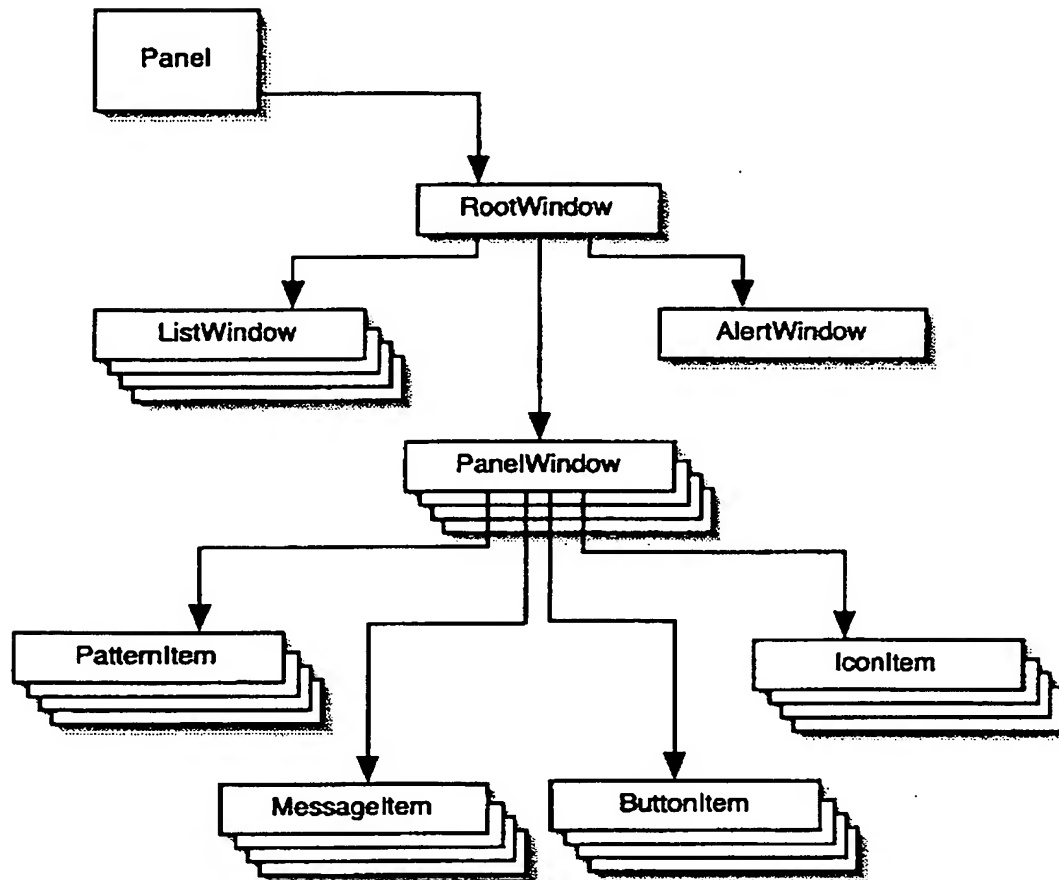 Panel
RootWindow
ListWindow
AlertWindow
PanelWindow
PatternItem
IconItem
MessageItem
ButtonItem